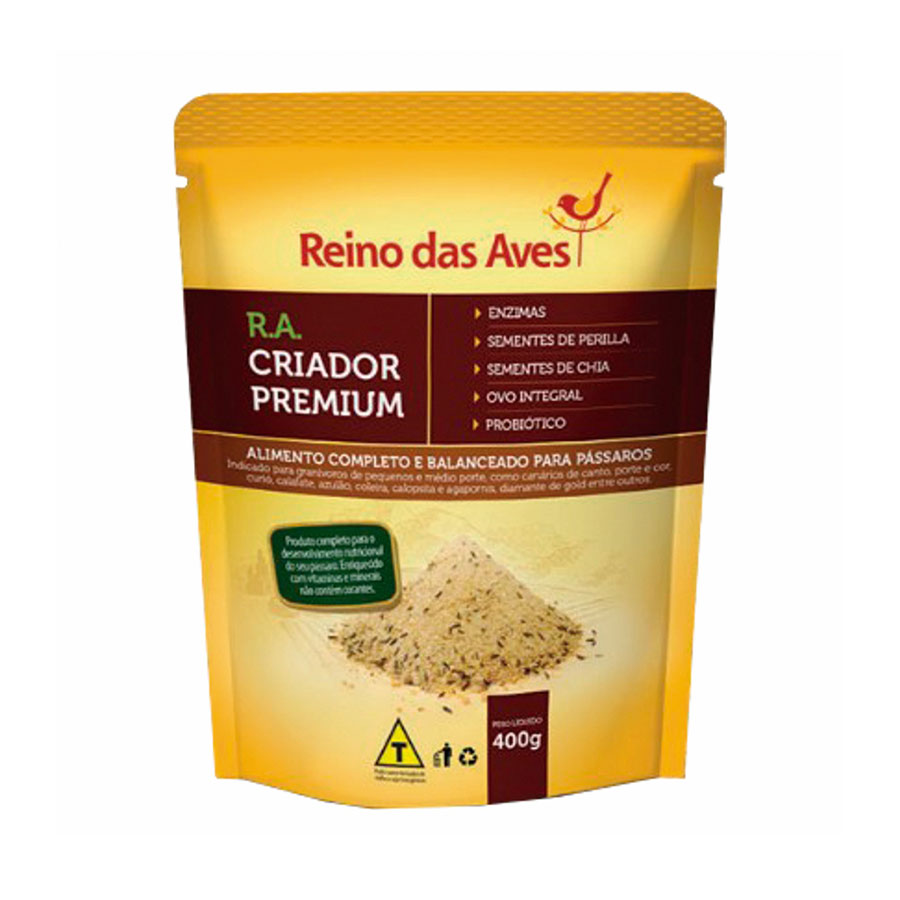 Reino das Aves
R.A.
CRIADOR
PREMIUM
ENZIMAS
SEMENTES DE PERILLA
SEMENTES DE CHIA
OVO INTEGRAL
PROBIÓTICO
ALIMENTO COMPLETO E BALANCEADO PARA PÁSSAROS
Indicado para granívoros de pequenos e médio porte, como canários de canto, porte e cor,
curió, calafate, azulão, coleira, calopsita e agapornis, diamante de gold entre outros.
Produto completo para o
desenvolvimento nutricional
do seu pássaro. Enriquecido
com vitaminas e minerais
não contém corantes.
T
PESO LÍQUIDO
400g